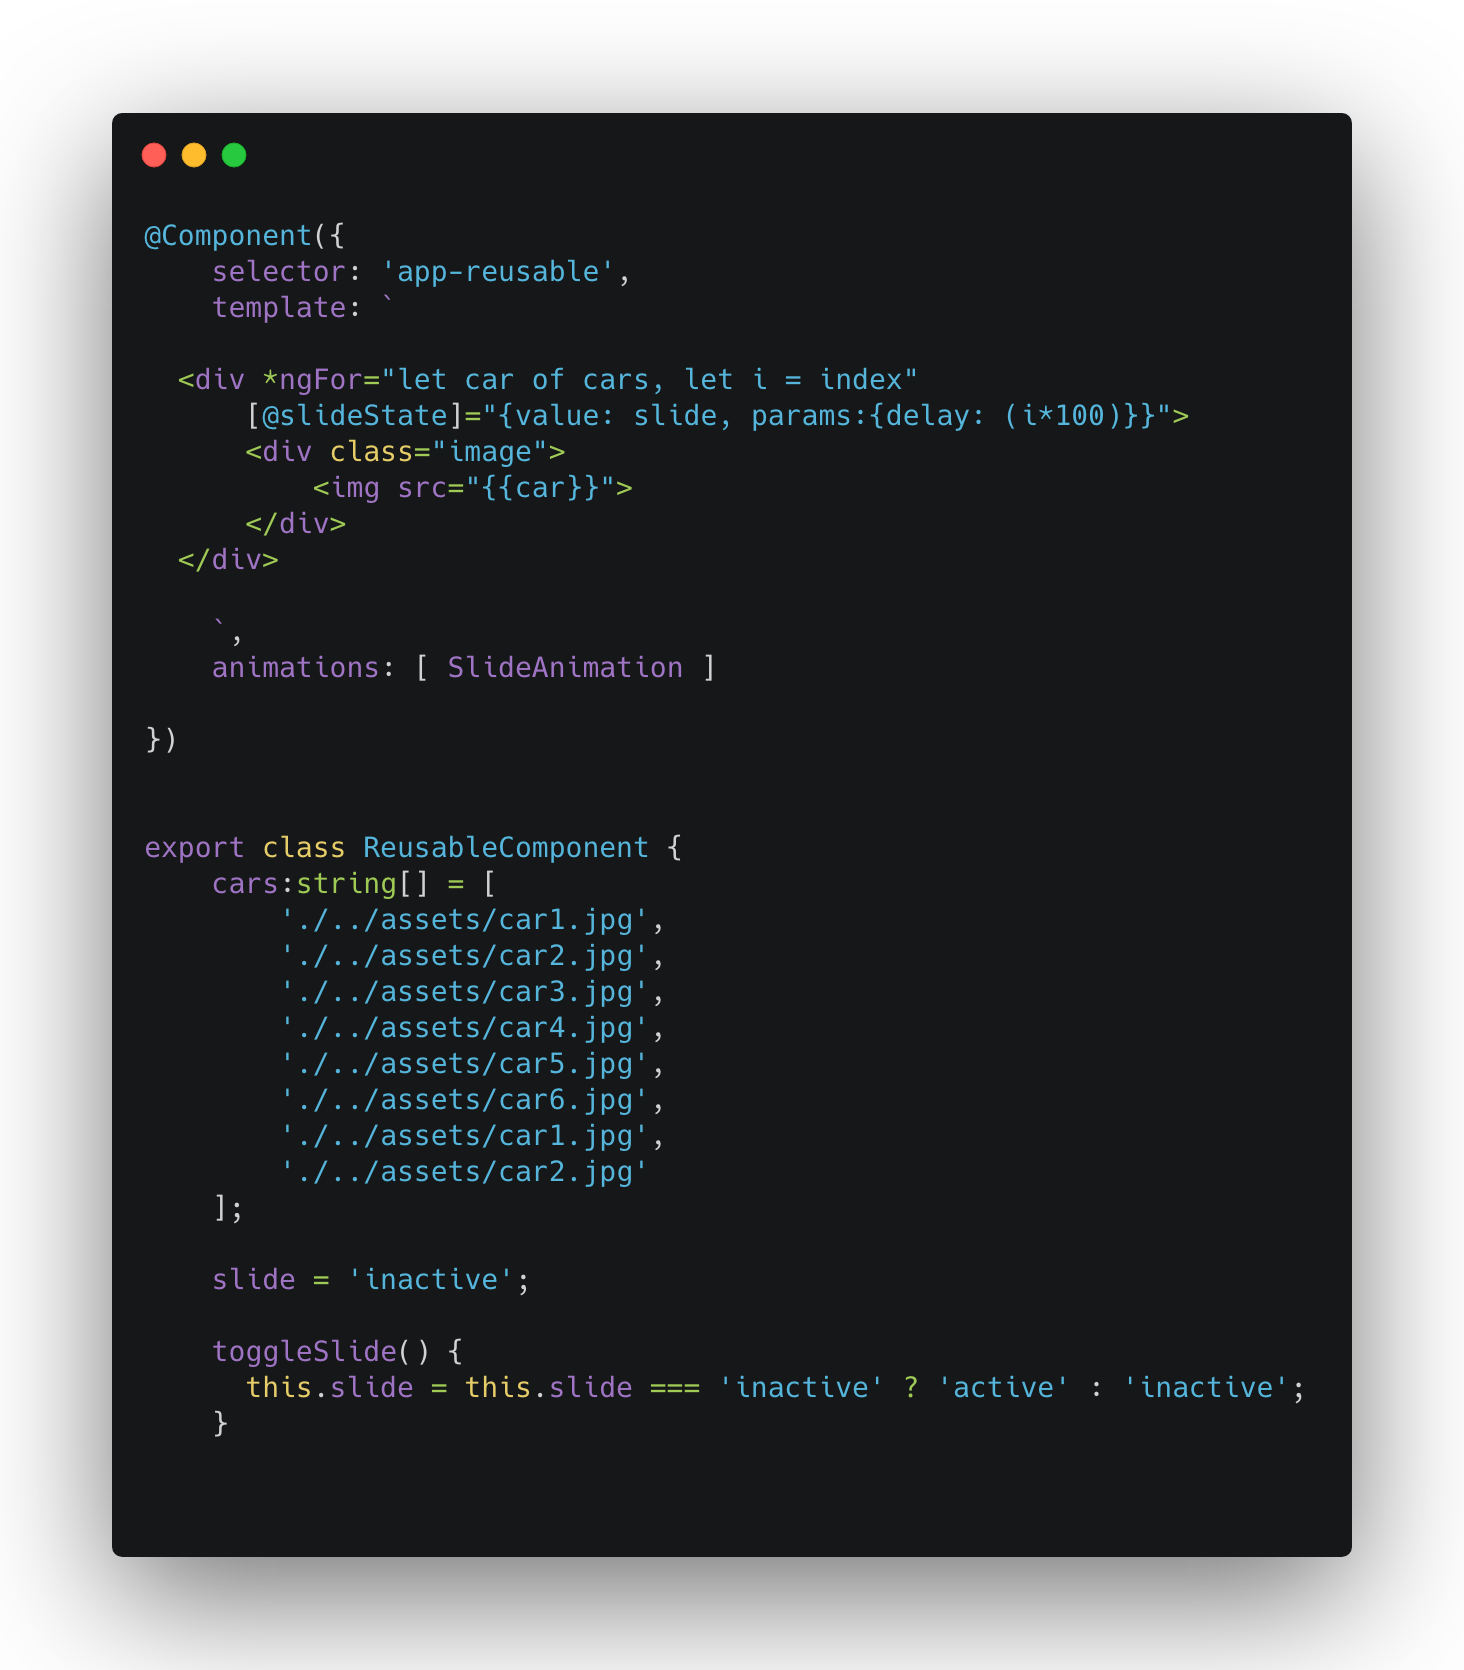 @Component({
    selector: 'app-reusable',
    template: `
  <div *ngFor="let car of cars, let i = index"
      [@slideState]="{value: slide, params:{delay: (i*100)}}">
      <div class="image">
          <img src="{{car}}">
      </div>
  </div>
    `,
    animations: [ SlideAnimation ]
})
export class ReusableComponent {
    cars:string[] = [
        './../assets/car1.jpg',
        './../assets/car2.jpg',
        './../assets/car3.jpg',
        './../assets/car4.jpg',
        './../assets/car5.jpg',
        './../assets/car6.jpg',
        './../assets/car1.jpg',
        './../assets/car2.jpg'
    ];
    slide = 'inactive';
    toggleSlide() {
      this.slide = this.slide === 'inactive' ? 'active' : 'inactive';
    }